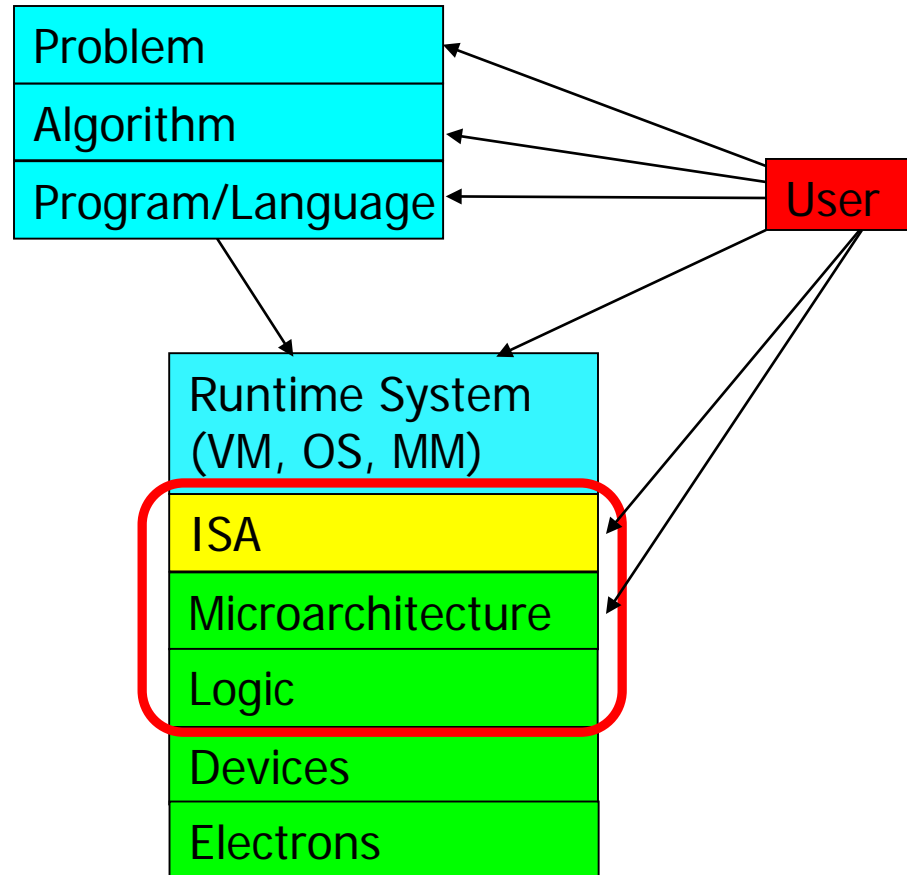 Problem
Algorithm
Program/Language
User
Runtime System
(VM, OS, MM)
ISA
Microarchitecture
Logic
Devices
Electrons